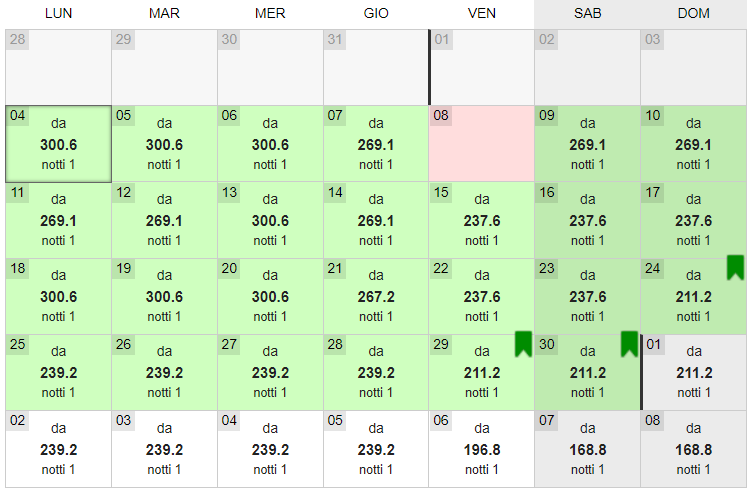 LUN MAR MER GIO VEN SAB DOM
28 29 30 31 01 02 03
04 05 06 07 08 09 10
da da da da da da
300.6 300.6 300.6 269.1 269.1 269.1
notti 1 notti 1 notti 1 notti 1 notti 1 notti 1
11 12 13 14 15 16 17
da da da da da da da
269.1 269.1 300.6 269.1 237.6 237.6 237.6
notti 1 notti 1 notti 1 notti 1 notti 1 notti 1 notti 1
18 19 20 21 22 23 24
da da da da da da da
300.6 300.6 300.6 267.2 237.6 237.6 211.2
notti 1 notti 1 notti 1 notti 1 notti 1 notti 1 notti 1
25 26 27 28 29 30 01
da da da da da da da
239.2 239.2 239.2 239.2 211.2 211.2 211.2
notti 1 notti 1 notti 1 notti 1 notti 1 notti 1 notti 1
02 03 04 05 06 07 08
da da da da da da da
239.2 239.2 239.2 239.2 196.8 168.8 168.8
notti 1 notti 1 notti 1 notti 1 notti 1 notti 1 notti 1